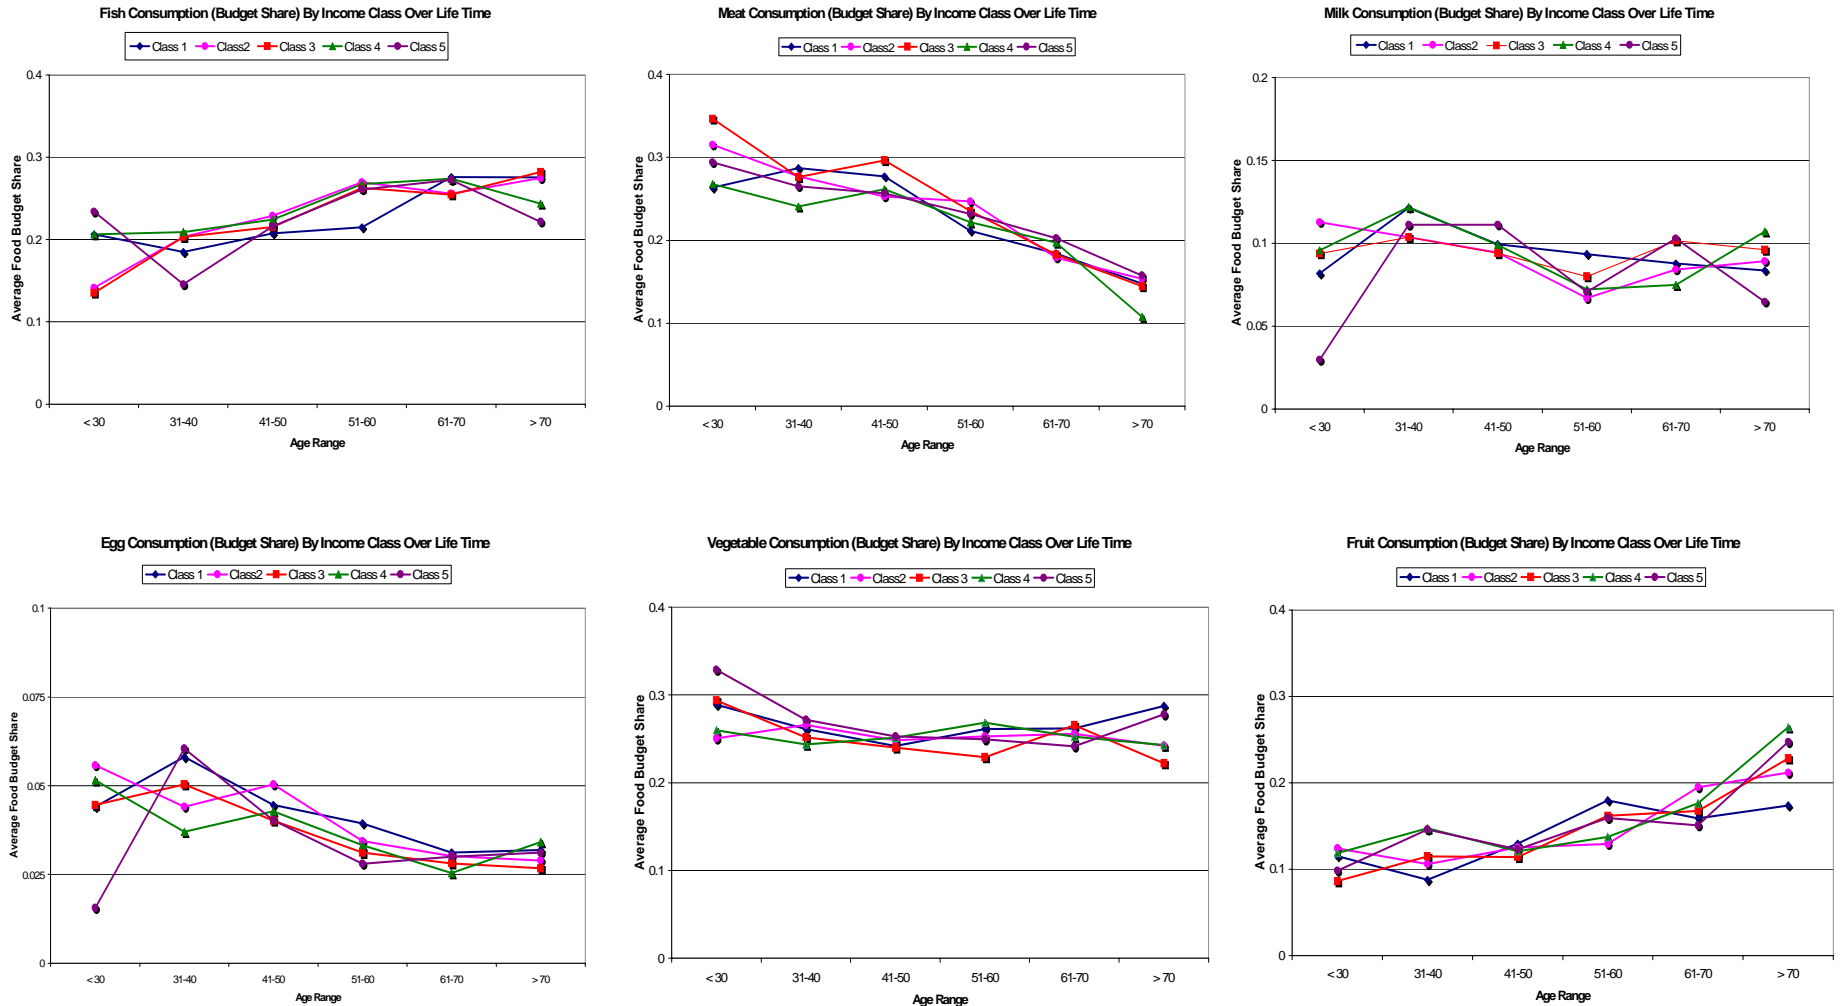 Fish Consumption (Budget Share) By Income Class Over Life Time
Class 1 Class2 Class 3 Class 4 Class 5
Average Food Budget Share
0.4
0.3
0.2
0.1
0
< 30 31-40 41-50 51-60 61-70 > 70
Age Range
Meat Consumption (Budget Share) By Income Class Over Life Time
Class 1 Class2 Class 3 Class 4 Class 5
Average Food Budget Share
0.4
0.3
0.2
0.1
0
< 30 31-40 41-50 51-60 61-70 > 70
Age Range
Milk Consumption (Budget Share) By Income Class Over Life Time
Class 1 Class2 Class 3 Class 4 Class 5
Average Food Budget Share
0.2
0.15
0.1
0.05
0
< 30 31-40 41-50 51-60 61-70 > 70
Age Range
Egg Consumption (Budget Share) By Income Class Over Life Time
Class 1 Class2 Class 3 Class 4 Class 5
Average Food Budget Share
0.1
0.075
0.05
0.025
0
< 30 31-40 41-50 51-60 61-70 > 70
Age Range
Vegetable Consumption (Budget Share) By Income Class Over Life Time
Class 1 Class2 Class 3 Class 4 Class 5
Average Food Budget Share
0.4
0.3
0.2
0.1
0
< 30 31-40 41-50 51-60 61-70 > 70
Age Range
Fruit Consumption (Budget Share) By Income Class Over Life Time
Class 1 Class2 Class 3 Class 4 Class 5
Average Food Budget Share
0.4
0.3
0.2
0.1
0
< 30 31-40 41-50 51-60 61-70 > 70
Age Range